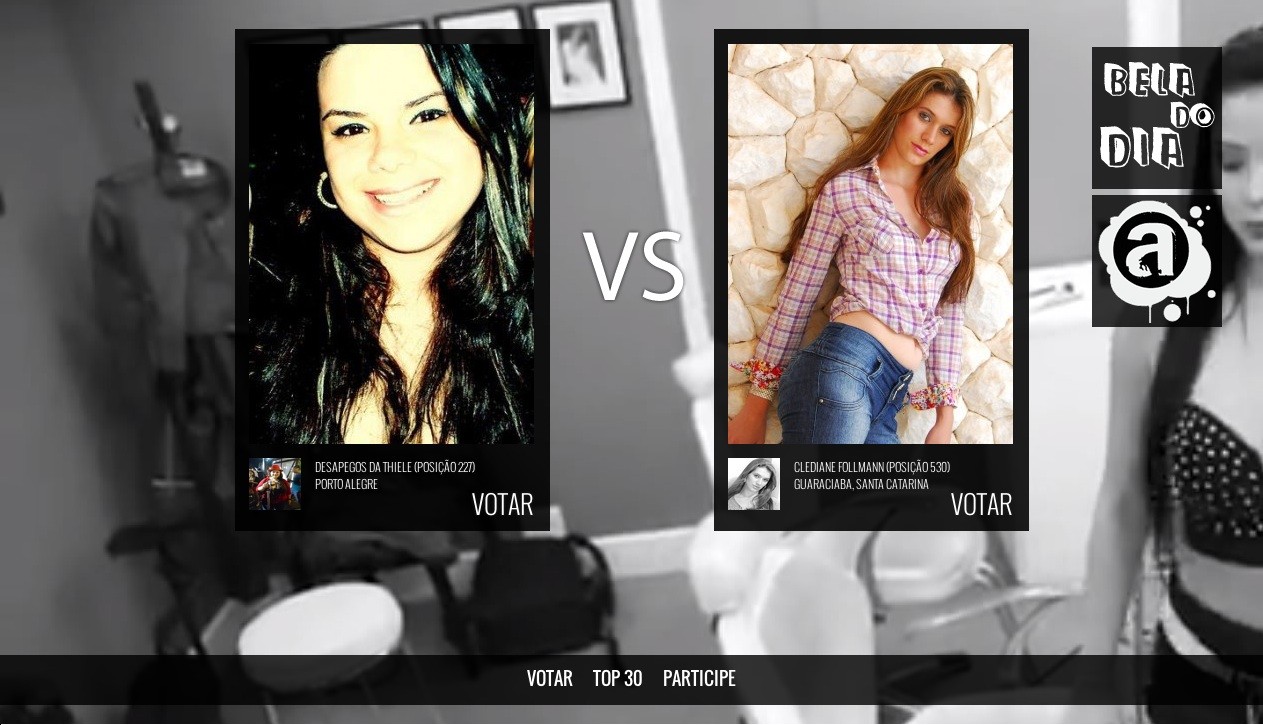 VS
DESAPEGOS DA THIELE (POSIÇÃO 227)
PORTO ALEGRE
VOTAR
CLEDIANE FOLLMANN (POSIÇÃO 530)
GUARACIABA, SANTA CATARINA
VOTAR
BELA
DO
DIA
a
VOTAR TOP 30 PARTICIPE